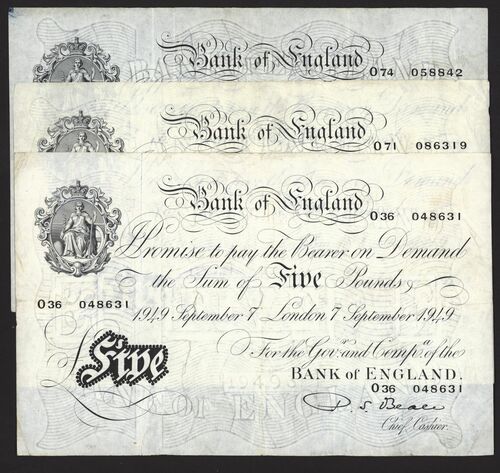 Bank of England
O74 058842
Bank of England
O71 086319
Bank of England
O36 048631
I Promise to pay the Bearer on Demand
the Sum of Five Pounds
O36 048631
1949 September 7 London 7 September 1949
For the Govr. and Compa. of the
BANK OF ENGLAND.
£Five
O36 048631
P. S. Beale
Chief Cashier.